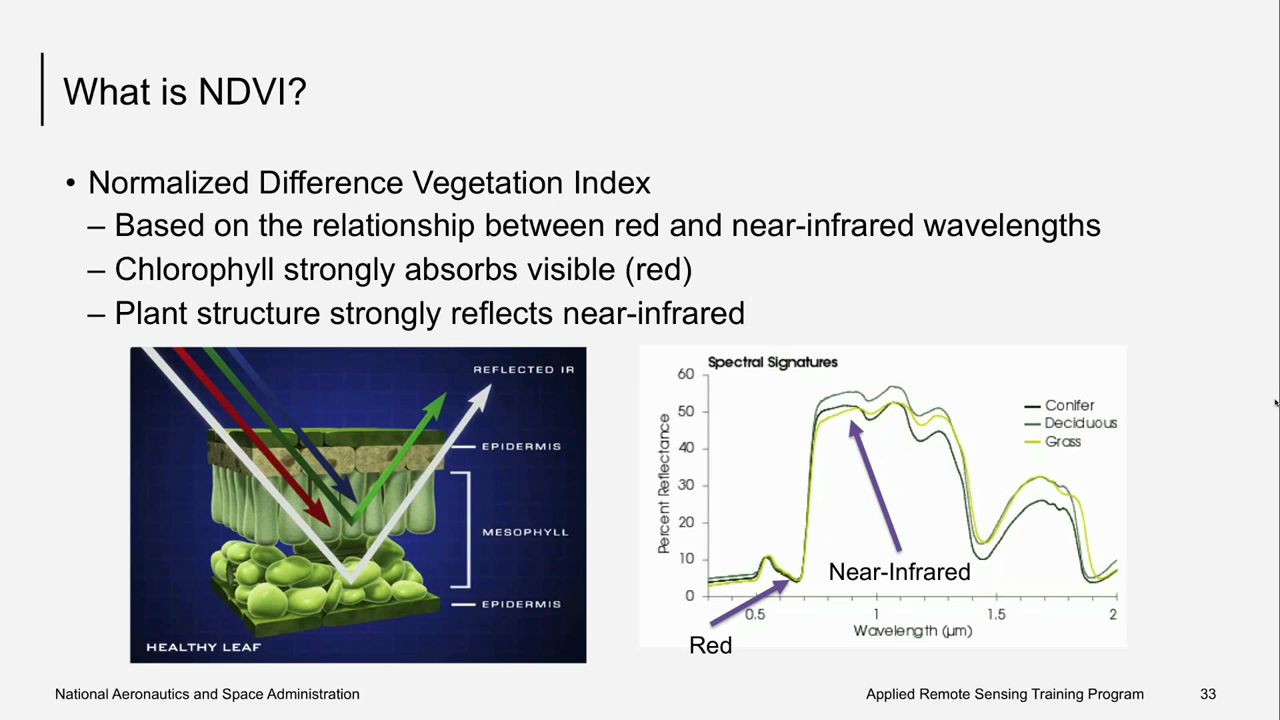 What is NDVI?
• Normalized Difference Vegetation Index
– Based on the relationship between red and near-infrared wavelengths
– Chlorophyll strongly absorbs visible (red)
– Plant structure strongly reflects near-infrared
REFLECTED IR
EPIDERMIS
MESOPHYLL
EPIDERMIS
HEALTHY LEAF
Spectral Signatures
Percent Reflectance
60
50
40
30
20
10
0
Conifer
Deciduous
Grass
Near-Infrared
0.5
1
1.5
2
Wavelength (µm)
Red
National Aeronautics and Space Administration
Applied Remote Sensing Training Program
33